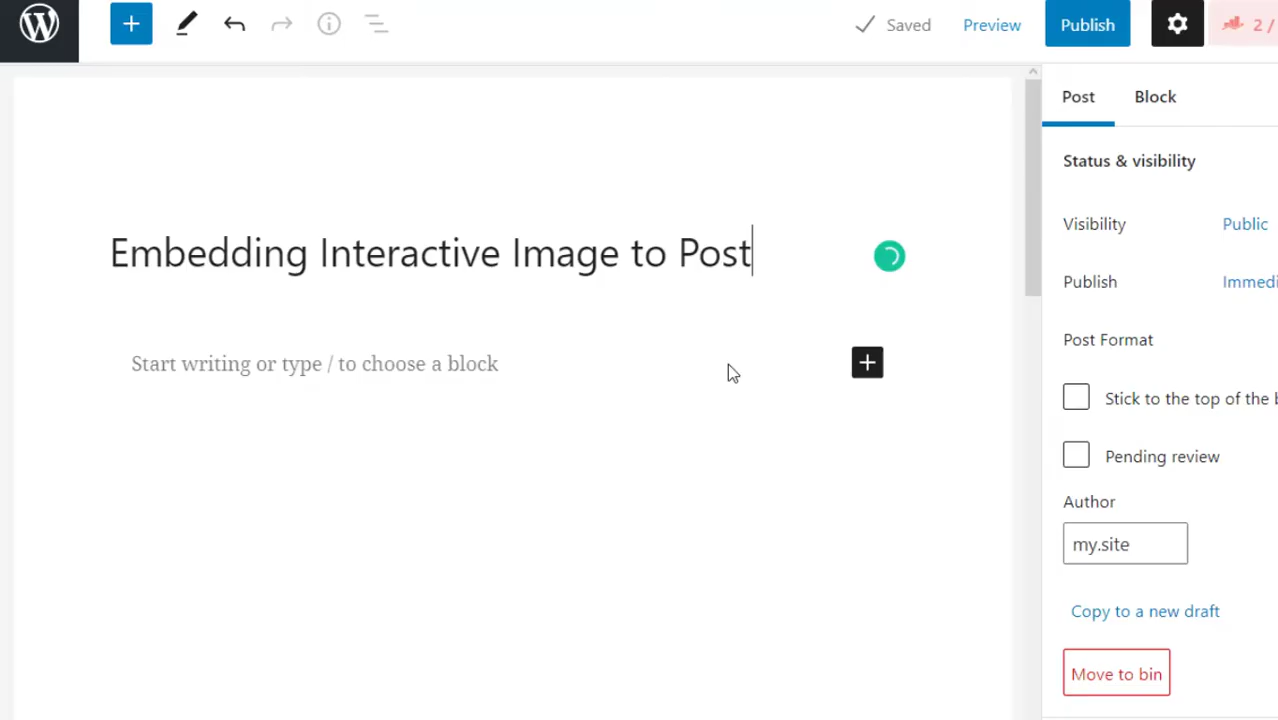 Saved
Preview
Publish
2 /
Post
Block
Status & visibility
Visibility
Public
Embedding Interactive Image to Post
Publish
Immedi
Post Format
Start writing or type / to choose a block
Stick to the top of the b
Pending review
Author
my.site
Copy to a new draft
Move to bin